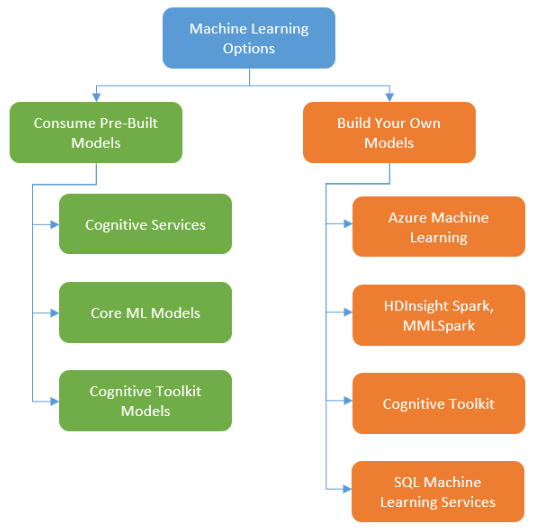 Machine Learning
Options
Consume Pre-Built
Models
Cognitive Services
Core ML Models
Cognitive Toolkit
Models
Build Your Own
Models
Azure Machine
Learning
HDInsight Spark,
MMLSpark
Cognitive Toolkit
SQL Machine
Learning Services